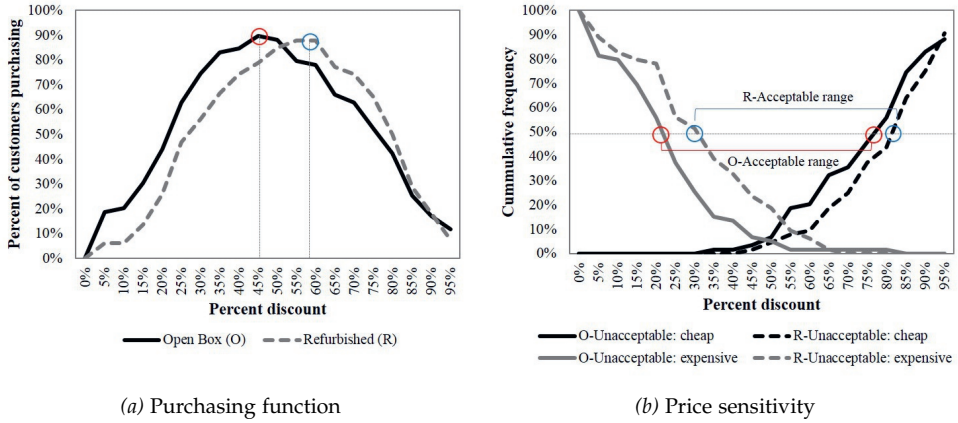 100%
90%
80%
70%
60%
50%
40%
30%
20%
10%
0%
Percent of customers purchasing
0% 5% 10% 15% 20% 25% 30% 35% 40% 45% 50% 55% 60% 65% 70% 75% 80% 85% 90% 95%
Percent discount
Open Box (O) Refurbished (R)
(a) Purchasing function
100%
90%
80%
70%
60%
50%
40%
30%
20%
10%
0%
Cummulative frequency
R-Acceptable range
O-Acceptable range
0% 5% 10% 15% 20% 25% 30% 35% 40% 45% 50% 55% 60% 65% 70% 75% 80% 85% 90% 95%
Percent discount
O-Unacceptable: cheap R-Unacceptable: cheap
O-Unacceptable: expensive R-Unacceptable: expensive
(b) Price sensitivity